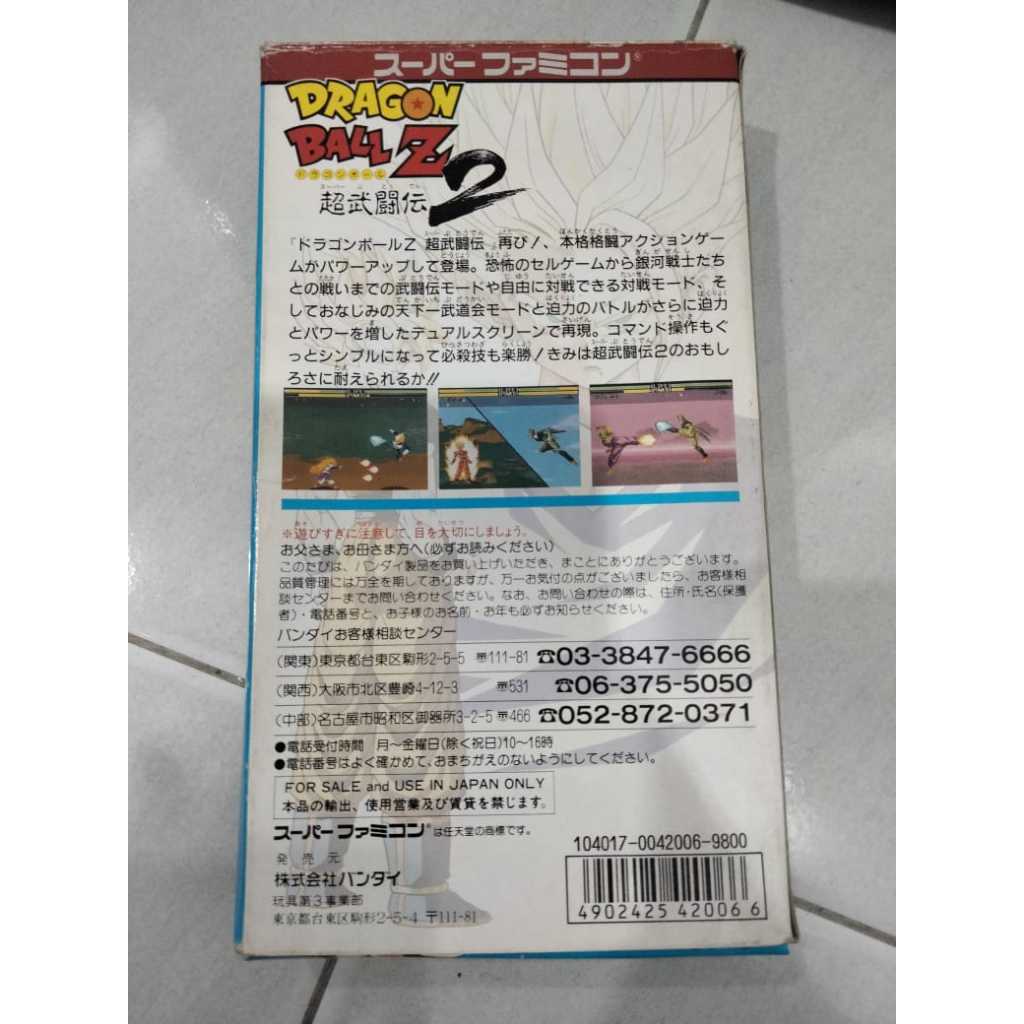 スーパーファミコン®
DRAGON
BALL Z
ドラゴンボール
超武闘伝2
『ドラゴンボールZ 超武闘伝』再び!、本格格闘アクションゲー
ムがパワーアップして登場。恐怖のセルゲームから銀河戦士たち
との戦いまでの武闘伝モードや自由に対戦できる対戦モード、そ
しておなじみの天下一武道会モードと迫力のバトルがさらに迫力
とパワーを増したデュアルスクリーンで再現。コマンド操作もぐ
っとシンプルになって必殺技も楽勝!きみは超武闘伝2のおもし
ろさに耐えられるか!!
※遊びすぎに注意して、目を大切にしましょう。
お父さま、お母さま方へ(必ずお読みください)
このたびは、バンダイ製品をお買い上げいただき、まことにありがとうございます。
品質管理には万全を期しておりますが、万一お気付の点がございましたら、お客様相
談センターまでお問い合わせください。なお、お問い合わせの際は、住所・氏名(保護
者)・電話番号と、お子様のお名前・お年も必ずお知らせください。
バンダイお客様相談センター
(関東)東京都台東区駒形2-5-5 〠111-81 ☎03-3847-6666
(関西)大阪市北区豊崎4-12-3 〠531 ☎06-375-5050
(中部)名古屋市昭和区御器所3-2-5 〠466 ☎052-872-0371
●電話受付時間 月〜金曜日(除く祝日)10〜16時
●電話番号はよく確かめて、おまちがえのないようにしてください。
FOR SALE and USE IN JAPAN ONLY
本品の輸出、使用営業及び賃貸を禁じます。
スーパーファミコン®は任天堂の商標です。
発売元
株式会社バンダイ
玩具第3事業部
東京都台東区駒形2-5-4 〒111-81
104017-0042006-9800
4902425420066